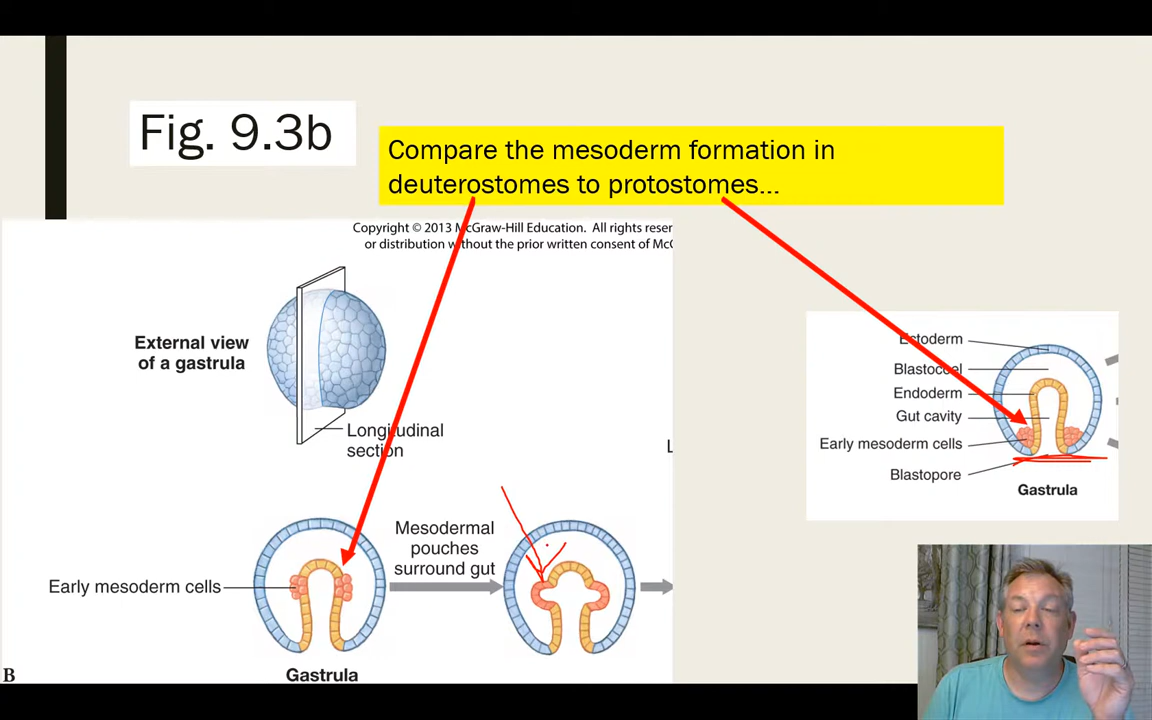 Fig. 9.3b
Compare the mesoderm formation in
deuterostomes to protostomes...
Copyright © 2013 McGraw-Hill Education. All rights reser
or distribution without the prior written consent of McG
External view
of a gastrula
Longitudinal
section
L
Ectoderm
Blastocoel
Endoderm
Gut cavity
Early mesoderm cells
Blastopore
Gastrula
Mesodermal
pouches
surround gut
Early mesoderm cells
Gastrula
B